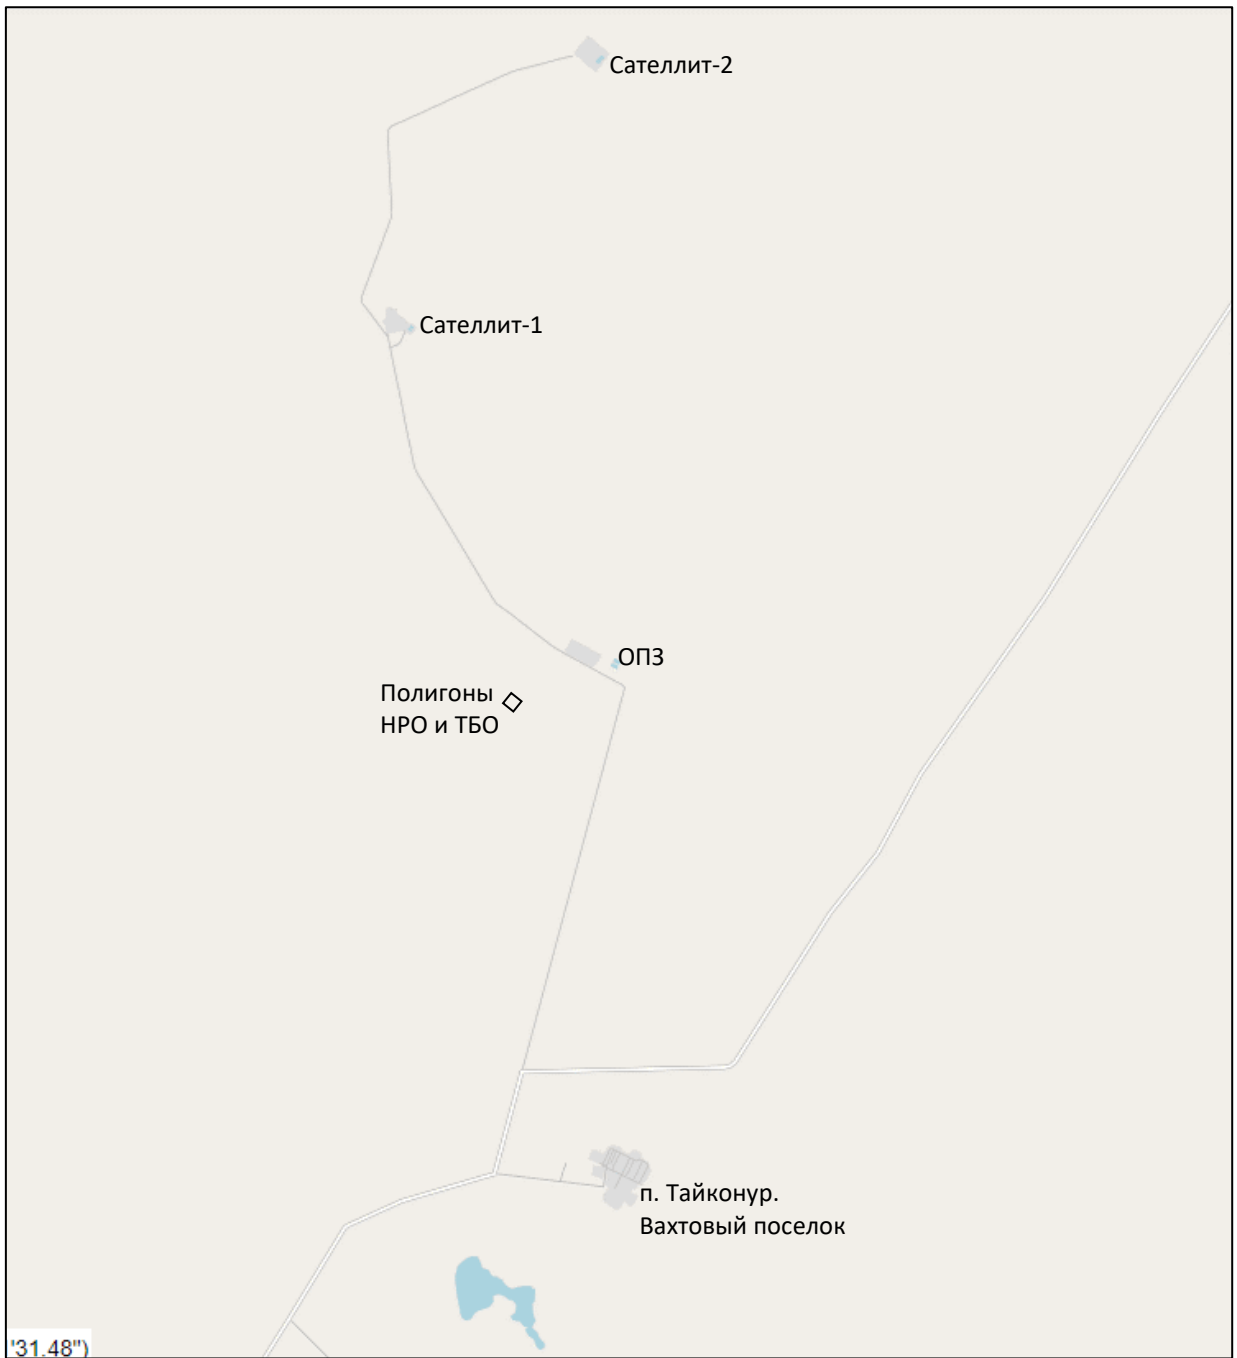 Сателлит-2
Сателлит-1
ОПЗ
Полигоны
НРО и ТБО
п. Тайконур.
Вахтовый поселок
'31.48")